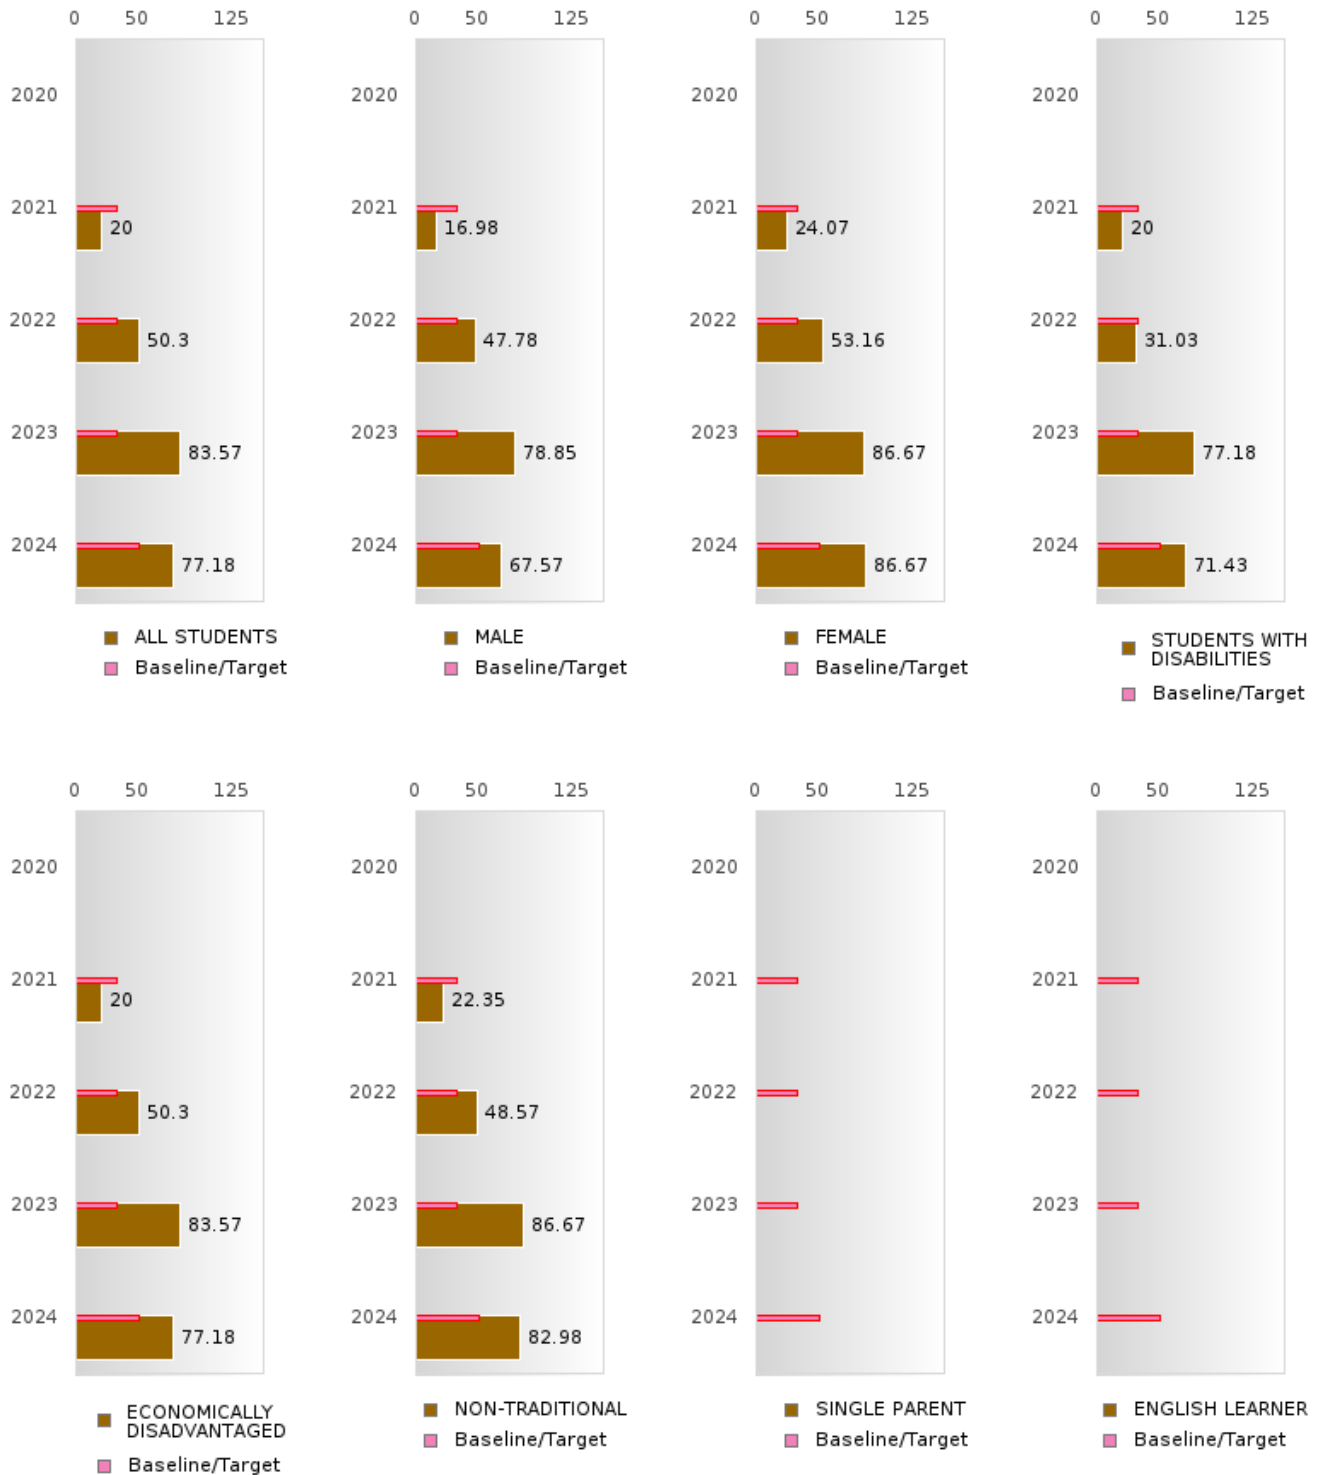 0 50 125 0 50 125 0 50 125 0 50 125
2020 2020 2020 2020
2021 2021 2021 2021
20 16.98 24.07 20
2022 2022 2022 2022
50.3 47.78 53.16 31.03
2023 2023 2023 2023
83.57 78.85 86.67 77.18
2024 2024 2024 2024
77.18 67.57 86.67 71.43
ALL STUDENTS MALE FEMALE STUDENTS WITH
DISABILITIES
Baseline/Target Baseline/Target Baseline/Target Baseline/Target
0 50 125 0 50 125 0 50 125 0 50 125
2020 2020 2020 2020
2021 2021 2021 2021
20 22.35
2022 2022 2022 2022
50.3 48.57
2023 2023 2023 2023
83.57 86.67
2024 2024 2024 2024
77.18 82.98
ECONOMICALLY NON-TRADITIONAL SINGLE PARENT ENGLISH LEARNER
DISADVANTAGED
Baseline/Target Baseline/Target Baseline/Target Baseline/Target